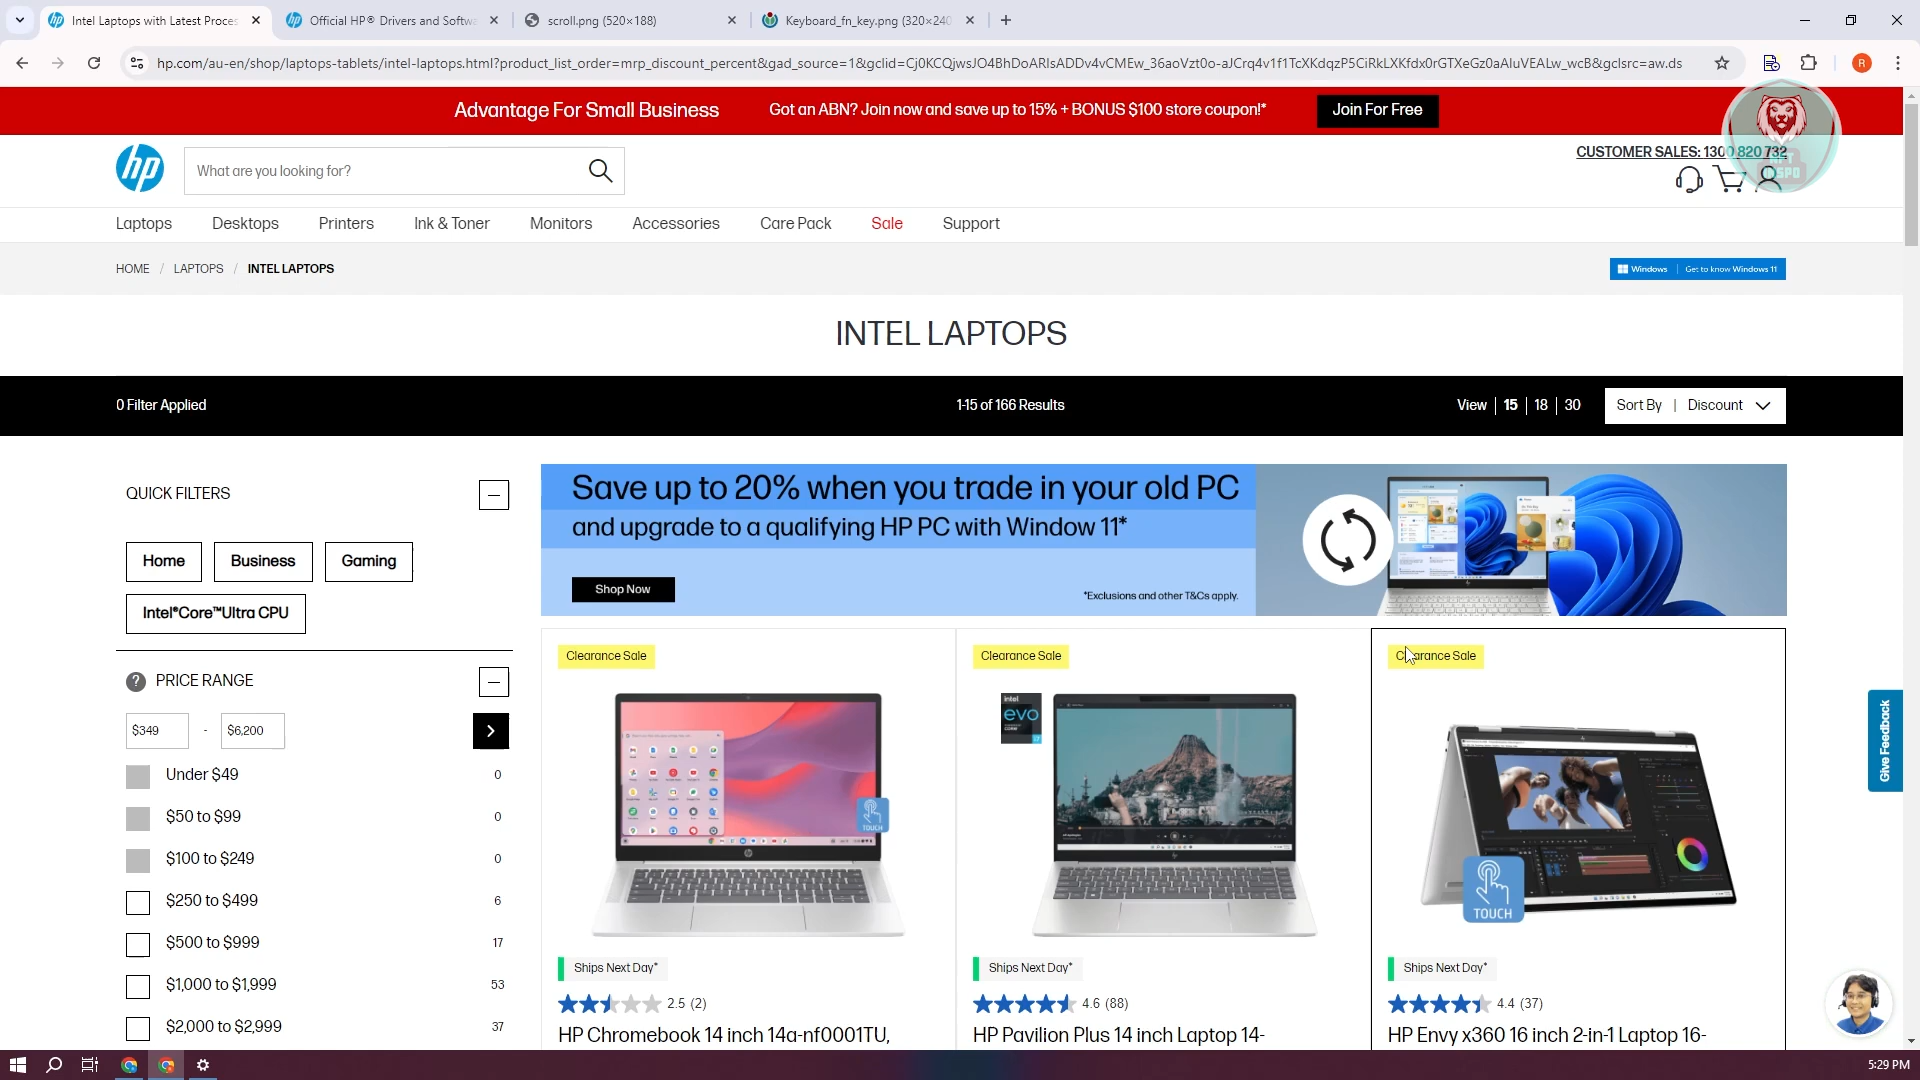 Intel Laptops with Latest Proces
Official HP® Drivers and Softwa
scroll.png (520×188)
Keyboard_fn_key.png (320×240
hp.com/au-en/shop/laptops-tablets/intel-laptops.html?product_list_order=mrp_discount_percent&gad_source=1&gclid=Cj0KCQjwsJO4BhDoARIsADDv4vCMEw_36aoVzt0o-aJCrq4v1f1TcXKdqzP5CiRkLXKfdx0rGTXeGz0aAluVEALw_wcB&gclsrc=aw.ds
R
Advantage For Small Business
Got an ABN? Join now and save up to 15% + BONUS $100 store coupon!*
Join For Free
hp
What are you looking for?
CUSTOMER SALES: 1300 820 732
Laptops
Desktops
Printers
Ink & Toner
Monitors
Accessories
Care Pack
Sale
Support
HOME / LAPTOPS / INTEL LAPTOPS
Windows | Get to know Windows 11
INTEL LAPTOPS
0 Filter Applied
1-15 of 166 Results
View | 15 | 18 | 30
Sort By | Discount
QUICK FILTERS
Home
Business
Gaming
Intel®Core™Ultra CPU
Save up to 20% when you trade in your old PC
and upgrade to a qualifying HP PC with Window 11*
Shop Now
*Exclusions and other T&Cs apply.
? PRICE RANGE
$349 - $6,200
Under $49 0
$50 to $99 0
$100 to $249 0
$250 to $499 6
$500 to $999 17
$1,000 to $1,999 53
$2,000 to $2,999 37
Clearance Sale
TOUCH
Ships Next Day*
2.5 (2)
HP Chromebook 14 inch 14a-nf0001TU,
Clearance Sale
intel
evo
Ships Next Day*
4.6 (88)
HP Pavilion Plus 14 inch Laptop 14-
Clearance Sale
TOUCH
Ships Next Day*
4.4 (37)
HP Envy x360 16 inch 2-in-1 Laptop 16-
Give Feedback
5:29 PM